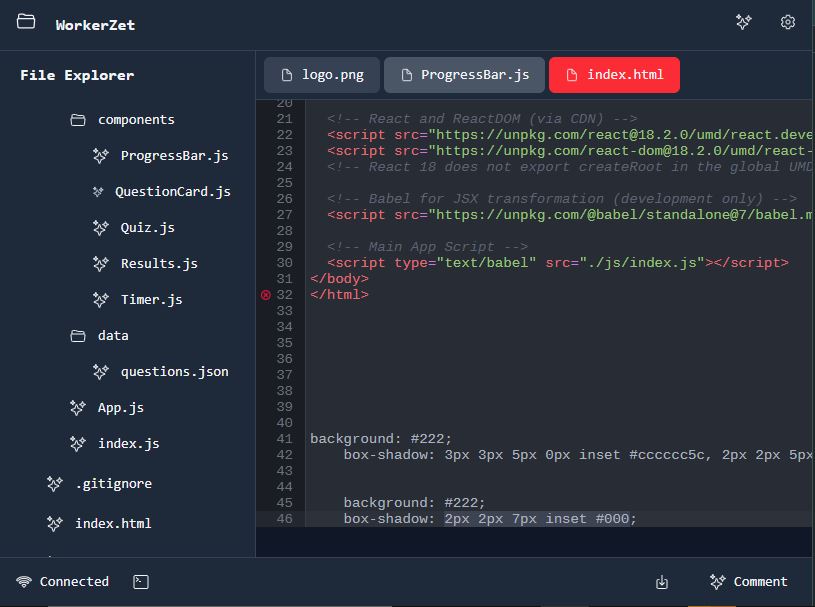 WorkerZet
File Explorer
components
ProgressBar.js
QuestionCard.js
Quiz.js
Results.js
Timer.js
data
questions.json
App.js
index.js
.gitignore
index.html
logo.png
ProgressBar.js
index.html
20
21 <!-- React and ReactDOM (via CDN) -->
22 <script src="https://unpkg.com/react@18.2.0/umd/react.deve
23 <script src="https://unpkg.com/react-dom@18.2.0/umd/react-
24 <!-- React 18 does not export createRoot in the global UMD
25
26 <!-- Babel for JSX transformation (development only) -->
27 <script src="https://unpkg.com/@babel/standalone@7/babel.m
28
29 <!-- Main App Script -->
30 <script type="text/babel" src="./js/index.js"></script>
31 </body>
32 </html>
33
34
35
36
37
38
39
40
41 background: #222;
42 box-shadow: 3px 3px 5px 0px inset #cccccc5c, 2px 2px 5px
43
44
45 background: #222;
46 box-shadow: 2px 2px 7px inset #000;
Connected
Comment